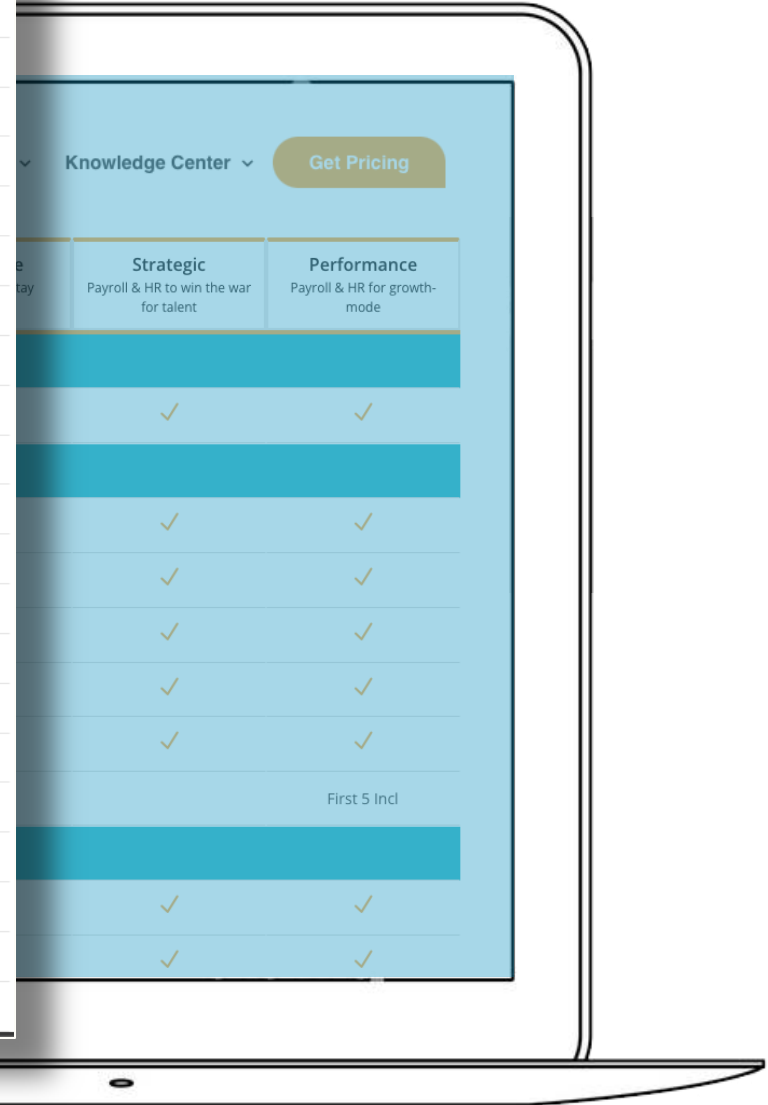 Knowledge Center
Get Pricing
e
Strategic
Performance
tay
Payroll & HR to win the war
for talent
Payroll & HR for growth-
mode
First 5 Incl